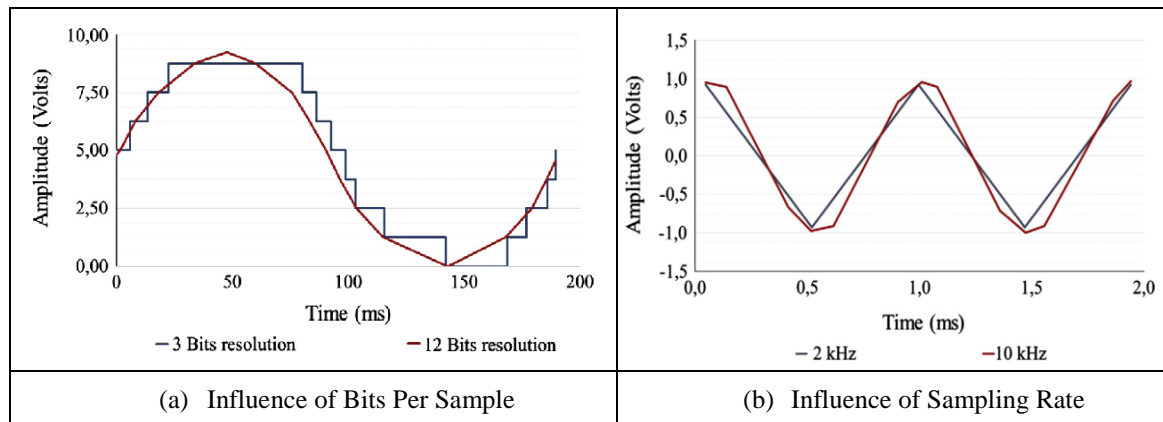 10,00
7,50
5,00
2,50
0,00
Amplitude (Volts)
0
50
100
150
200
Time (ms)
3 Bits resolution
12 Bits resolution
(a) Influence of Bits Per Sample
1,5
1,0
0,5
0,0
-0,5
-1,0
-1,5
Amplitude (Volts)
0,0
0,5
1,0
1,5
2,0
Time (ms)
2 kHz
10 kHz
(b) Influence of Sampling Rate